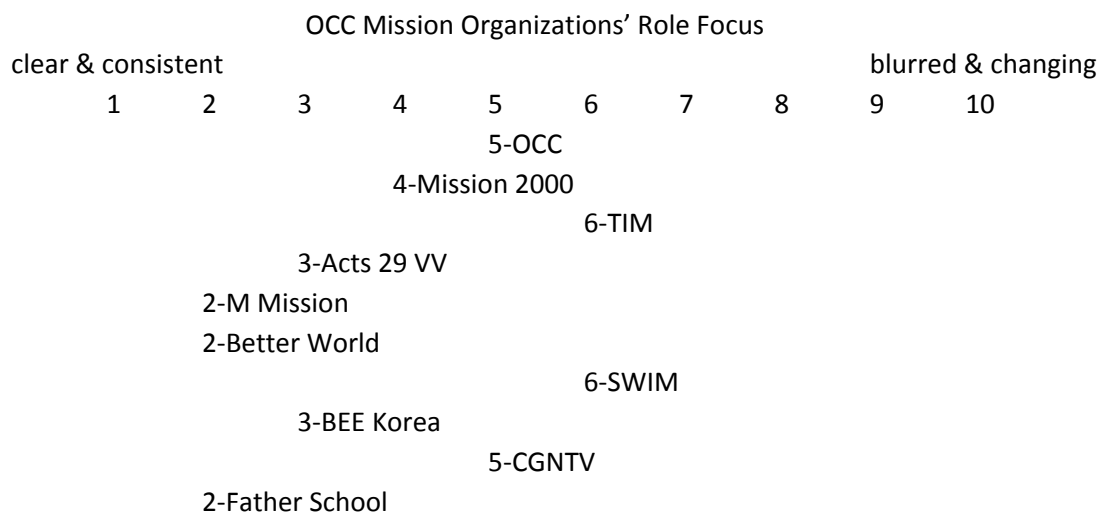 OCC Mission Organizations’ Role Focus
clear & consistent blurred & changing
1 2 3 4 5 6 7 8 9 10
5-OCC
4-Mission 2000
6-TIM
3-Acts 29 VV
2-M Mission
2-Better World
6-SWIM
3-BEE Korea
5-CGNTV
2-Father School